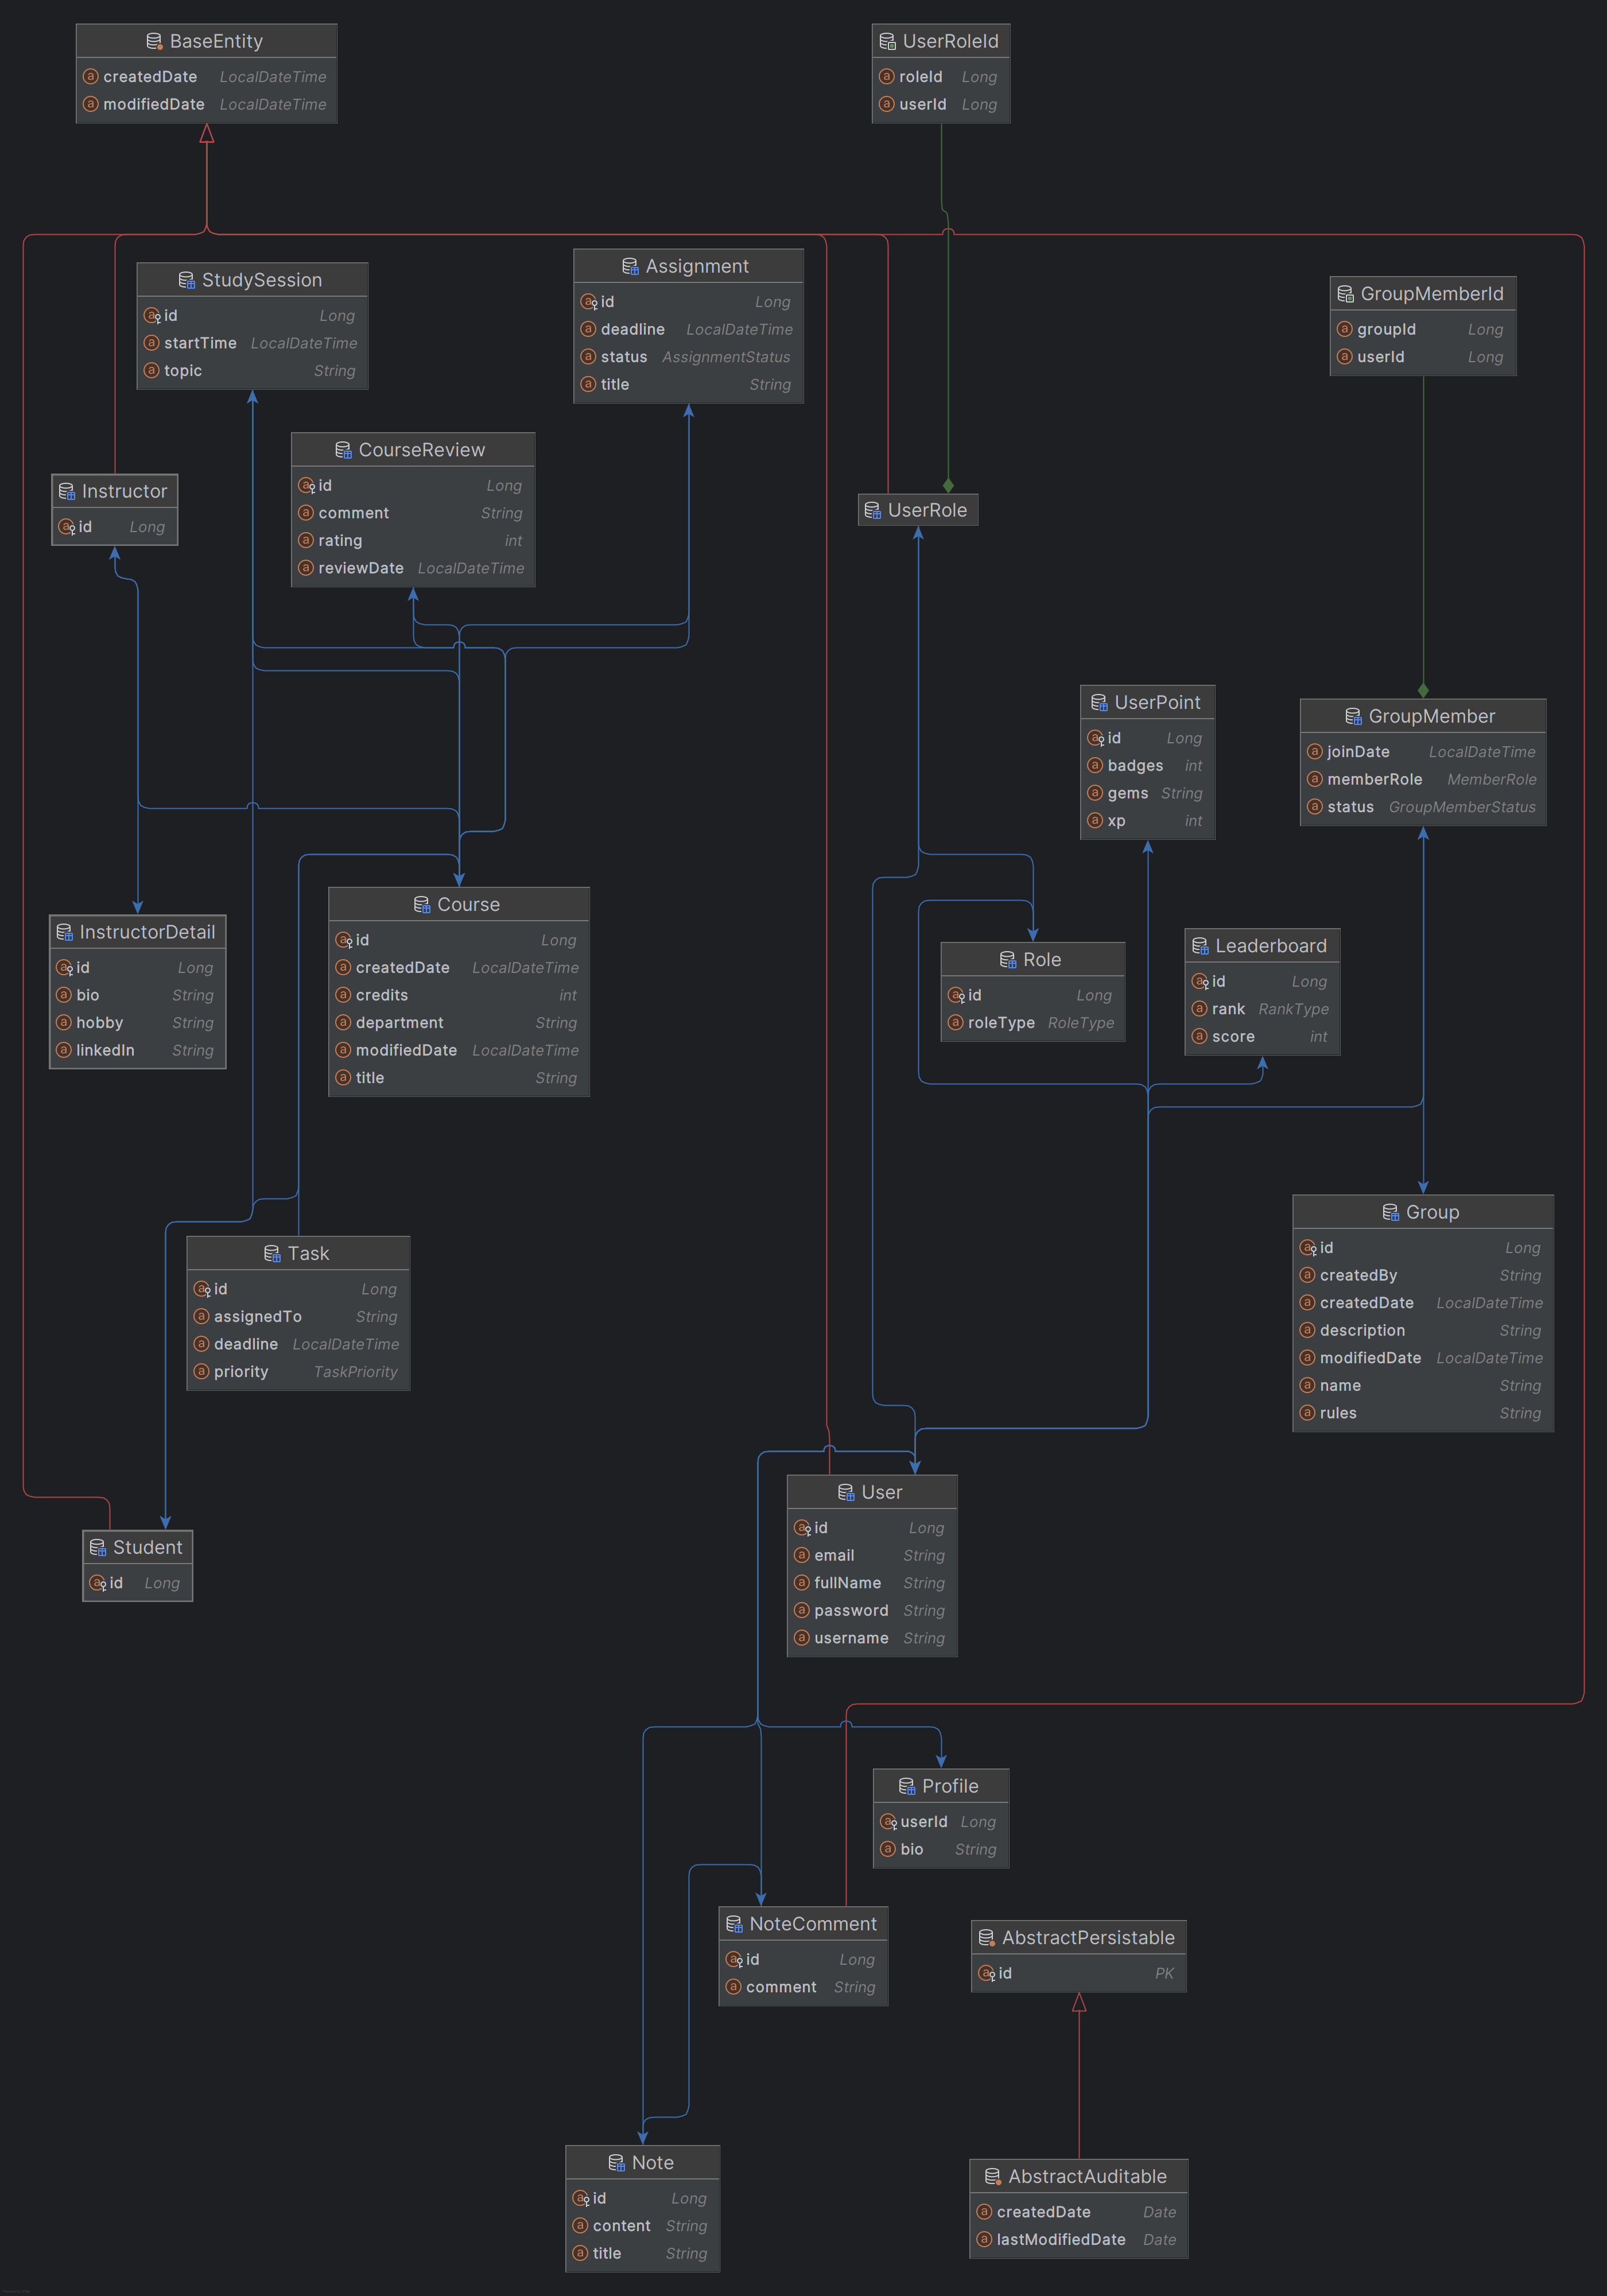 BaseEntity
createdDate LocalDateTime
modifiedDate LocalDateTime
UserRoleId
roleId Long
userId Long
StudySession
id Long
startTime LocalDateTime
topic String
Assignment
id Long
deadline LocalDateTime
status AssignmentStatus
title String
GroupMemberId
groupId Long
userId Long
CourseReview
id Long
comment String
rating int
reviewDate LocalDateTime
Instructor
id Long
UserRole
UserPoint
id Long
badges int
gems String
xp int
GroupMember
joinDate LocalDateTime
memberRole MemberRole
status GroupMemberStatus
InstructorDetail
id Long
bio String
hobby String
linkedIn String
Course
id Long
createdDate LocalDateTime
credits int
department String
modifiedDate LocalDateTime
title String
Role
id Long
roleType RoleType
Leaderboard
id Long
rank RankType
score int
Group
id Long
createdBy String
createdDate LocalDateTime
description String
modifiedDate LocalDateTime
name String
rules String
Task
id Long
assignedTo String
deadline LocalDateTime
priority TaskPriority
Student
id Long
User
id Long
email String
fullName String
password String
username String
Profile
userId Long
bio String
NoteComment
id Long
comment String
AbstractPersistable
id PK
Note
id Long
content String
title String
AbstractAuditable
createdDate Date
lastModifiedDate Date